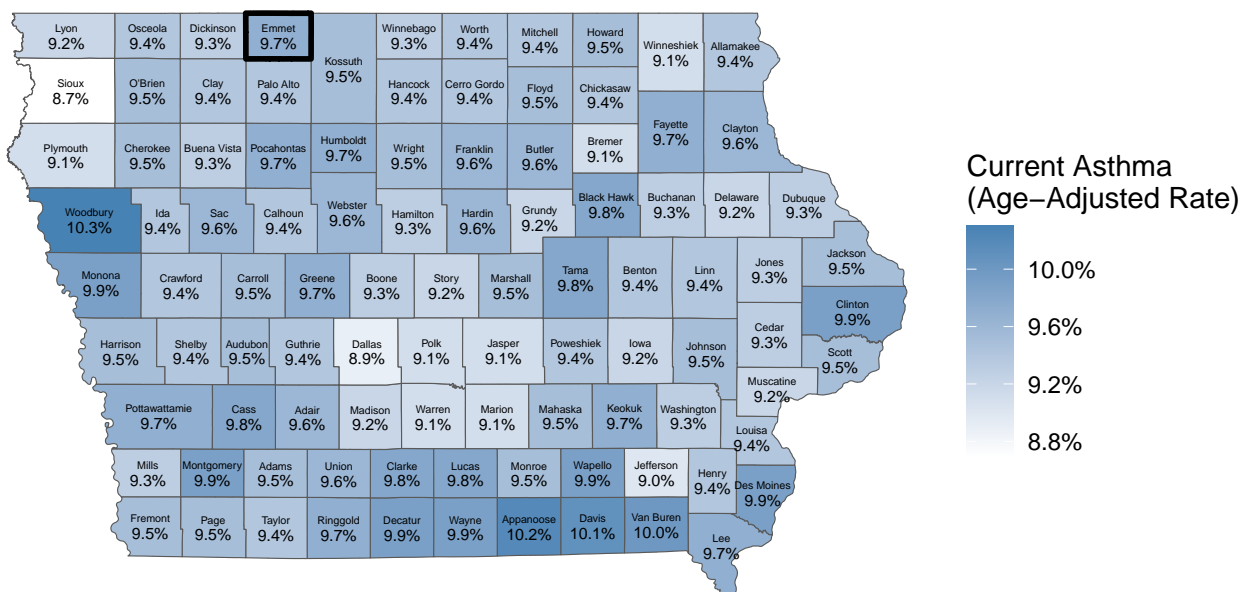 Lyon
9.2%
Osceola
9.4%
Dickinson
9.3%
Emmet
9.7%
Kossuth
9.5%
Winnebago
9.3%
Worth
9.4%
Mitchell
9.4%
Howard
9.5%
Winneshiek
9.1%
Allamakee
9.4%
Sioux
8.7%
O'Brien
9.5%
Clay
9.4%
Palo Alto
9.4%
Hancock
9.4%
Cerro Gordo
9.4%
Floyd
9.5%
Chickasaw
9.4%
Plymouth
9.1%
Cherokee
9.5%
Buena Vista
9.3%
Pocahontas
9.7%
Humboldt
9.7%
Wright
9.5%
Franklin
9.6%
Butler
9.6%
Bremer
9.1%
Fayette
9.7%
Clayton
9.6%
Woodbury
10.3%
Ida
9.4%
Sac
9.6%
Calhoun
9.4%
Webster
9.6%
Hamilton
9.3%
Hardin
9.6%
Grundy
9.2%
Black Hawk
9.8%
Buchanan
9.3%
Delaware
9.2%
Dubuque
9.3%
Monona
9.9%
Crawford
9.4%
Carroll
9.5%
Greene
9.7%
Boone
9.3%
Story
9.2%
Marshall
9.5%
Tama
9.8%
Benton
9.4%
Linn
9.4%
Jones
9.3%
Jackson
9.5%
Clinton
9.9%
Harrison
9.5%
Shelby
9.4%
Audubon
9.5%
Guthrie
9.4%
Dallas
8.9%
Polk
9.1%
Jasper
9.1%
Poweshiek
9.4%
Iowa
9.2%
Johnson
9.5%
Cedar
9.3%
Scott
9.5%
Muscatine
9.2%
Pottawattamie
9.7%
Cass
9.8%
Adair
9.6%
Madison
9.2%
Warren
9.1%
Marion
9.1%
Mahaska
9.5%
Keokuk
9.7%
Washington
9.3%
Louisa
9.4%
Mills
9.3%
Montgomery
9.9%
Adams
9.5%
Union
9.6%
Clarke
9.8%
Lucas
9.8%
Monroe
9.5%
Wapello
9.9%
Jefferson
9.0%
Henry
9.4%
Des Moines
9.9%
Fremont
9.5%
Page
9.5%
Taylor
9.4%
Ringgold
9.7%
Decatur
9.9%
Wayne
9.9%
Appanoose
10.2%
Davis
10.1%
Van Buren
10.0%
Lee
9.7%
Current Asthma
(Age−Adjusted Rate)
10.0%
9.6%
9.2%
8.8%